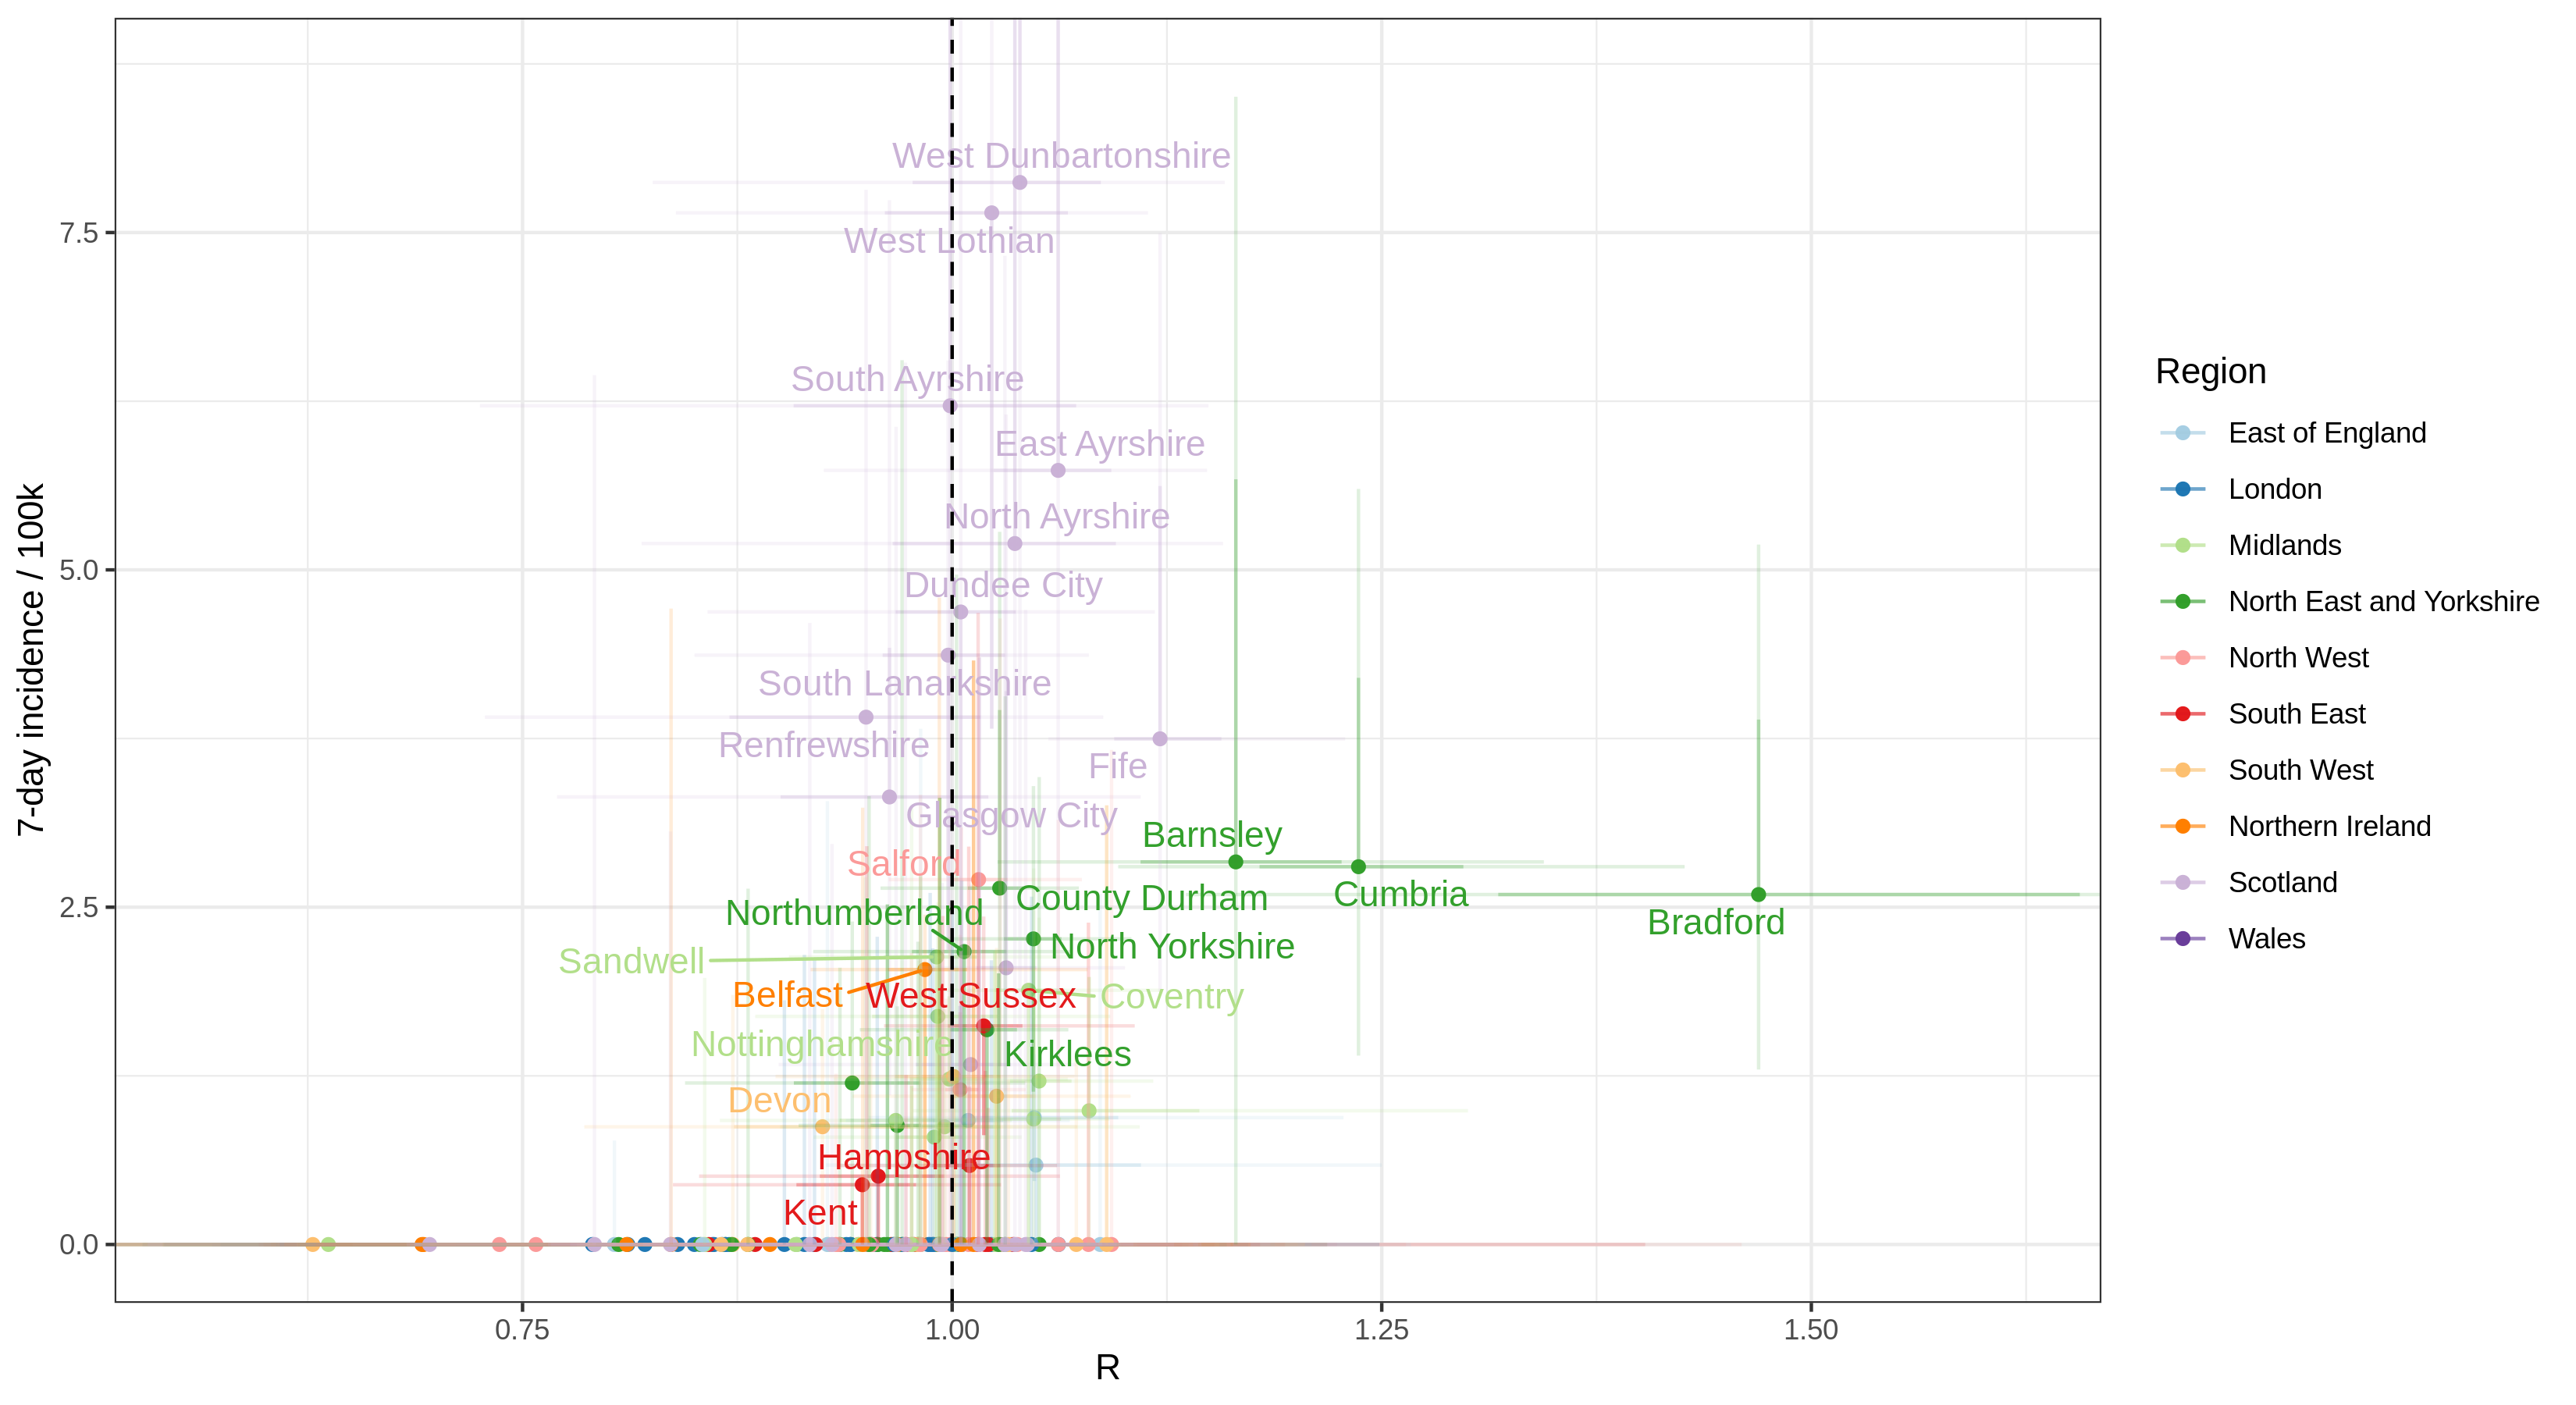 West Dunbartonshire
7.5
West Lothian
South Ayrshire
East Ayrshire
North Ayrshire
5.0
Dundee City
South Lanarkshire
Renfrewshire
Fife
Glasgow City
Barnsley
Salford
Cumbria
County Durham
Northumberland
2.5
Bradford
North Yorkshire
Sandwell
Belfast
West Sussex
Coventry
Nottinghamshire
Kirklees
Devon
Hampshire
Kent
0.0
0.75
1.00
1.25
1.50
R
7-day incidence / 100k
Region
East of England
London
Midlands
North East and Yorkshire
North West
South East
South West
Northern Ireland
Scotland
Wales